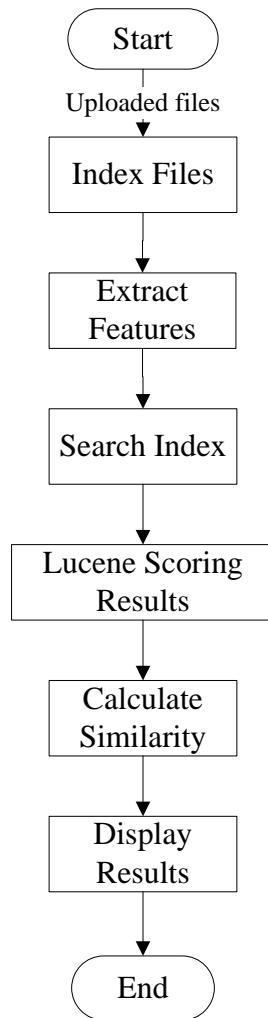 Start
Uploaded files
Index Files
Extract
Features
Search Index
Lucene Scoring
Results
Calculate
Similarity
Display
Results
End